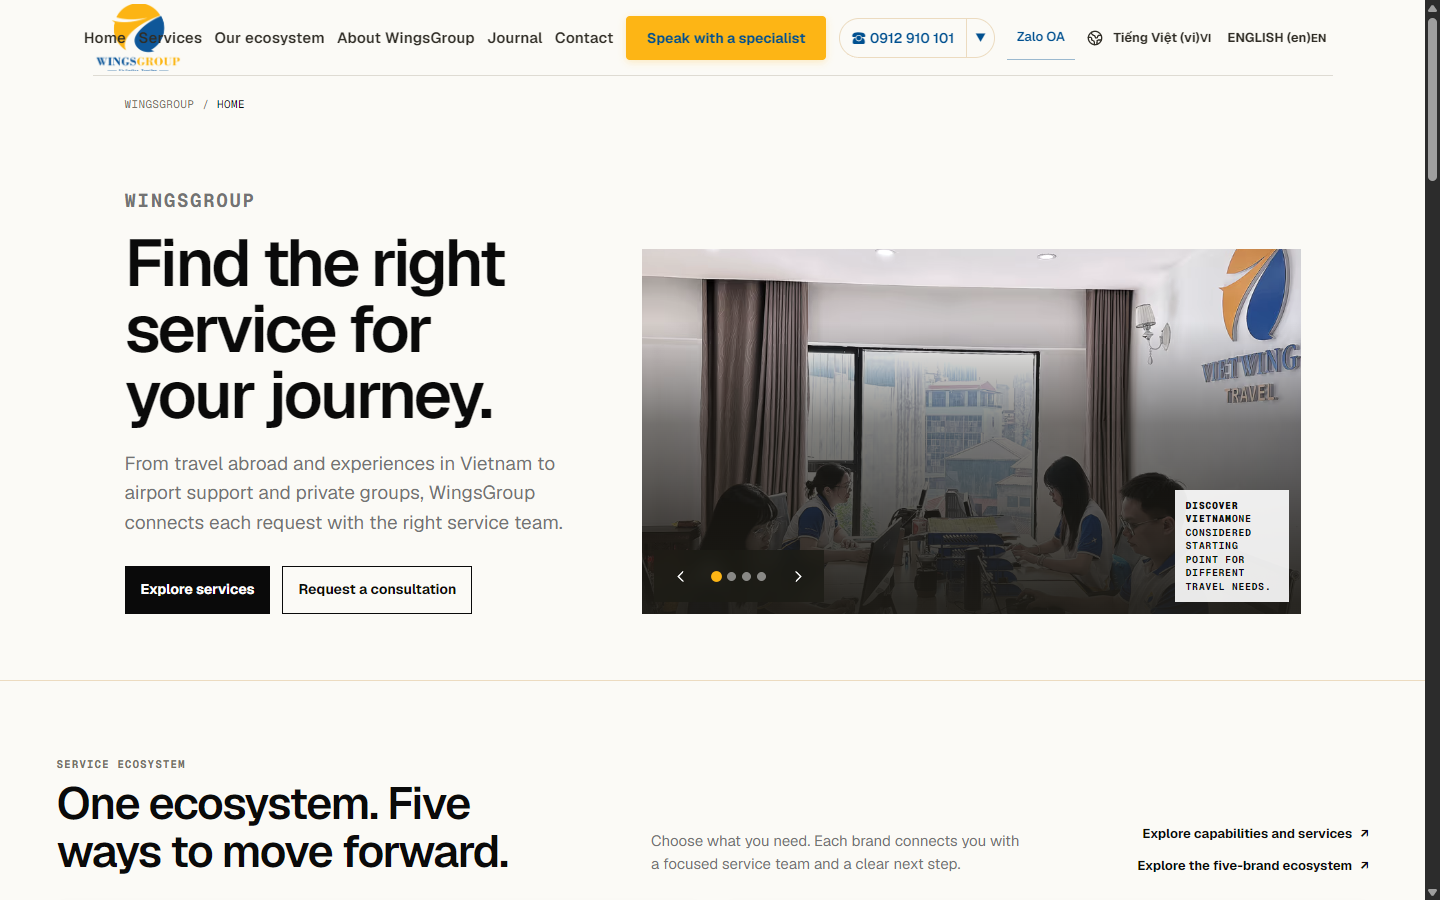 WINGSGROUP
Home Services Our ecosystem About WingsGroup Journal Contact Speak with a specialist ☎ 0912 910 101 ▼ Zalo OA Tiếng Việt (vi)VI ENGLISH (en)EN
WINGSGROUP / HOME
WINGSGROUP
Find the right
service for
your journey.
From travel abroad and experiences in Vietnam to
airport support and private groups, WingsGroup
connects each request with the right service team.
Explore services Request a consultation
VIETWING
TRAVEL
DISCOVER
VIETNAMONE
CONSIDERED
STARTING
POINT FOR
DIFFERENT
TRAVEL NEEDS.
SERVICE ECOSYSTEM
One ecosystem. Five
ways to move forward.
Choose what you need. Each brand connects you with
a focused service team and a clear next step.
Explore capabilities and services ↗
Explore the five-brand ecosystem ↗